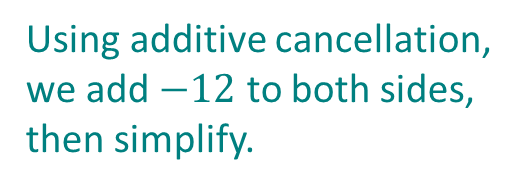 Using additive cancellation,
we add −12 to both sides,
then simplify.